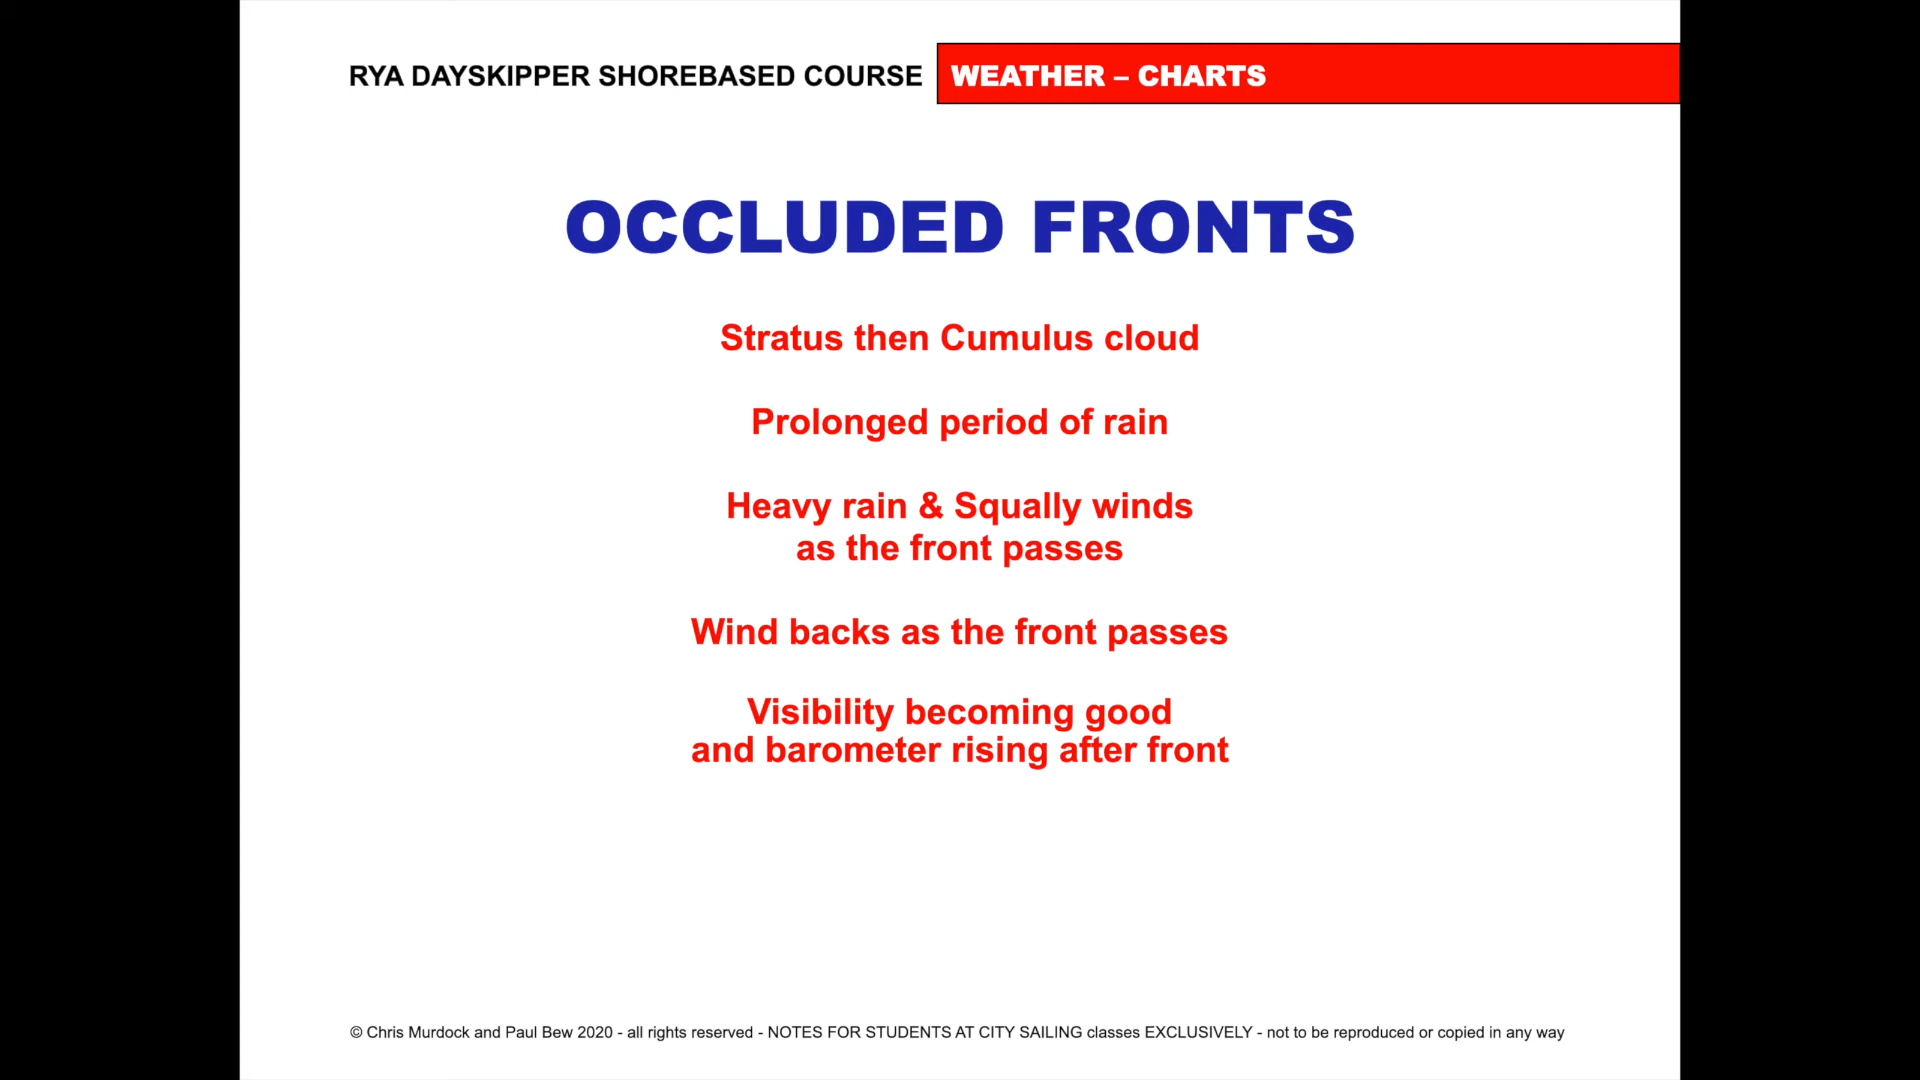 RYA DAYSKIPPER SHOREBASED COURSE
WEATHER – CHARTS
OCCLUDED FRONTS
Stratus then Cumulus cloud
Prolonged period of rain
Heavy rain & Squally winds
as the front passes
Wind backs as the front passes
Visibility becoming good
and barometer rising after front
© Chris Murdock and Paul Bew 2020 - all rights reserved - NOTES FOR STUDENTS AT CITY SAILING classes EXCLUSIVELY - not to be reproduced or copied in any way